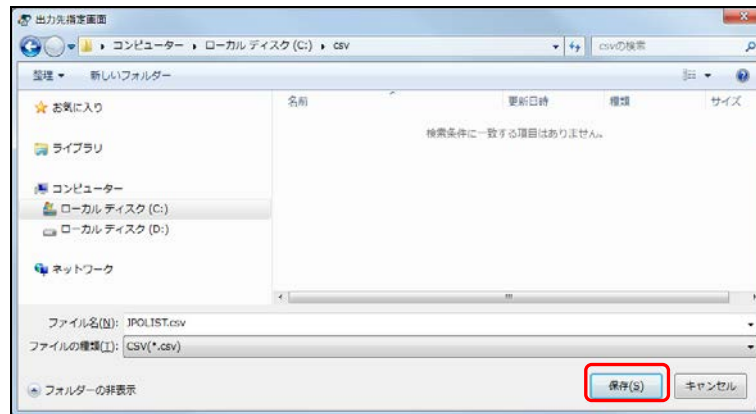 出力先指定画面
コンピューター ローカル ディスク (C:) csv
csvの検索
整理 新しいフォルダー
名前 更新日時 種類 サイズ
お気に入り
検索条件に一致する項目はありません。
ライブラリ
コンピューター
ローカル ディスク (C:)
ローカル ディスク (D:)
ネットワーク
ファイル名(N): JPOLIST.csv
ファイルの種類(T): CSV(*.csv)
フォルダーの非表示
保存(S) キャンセル